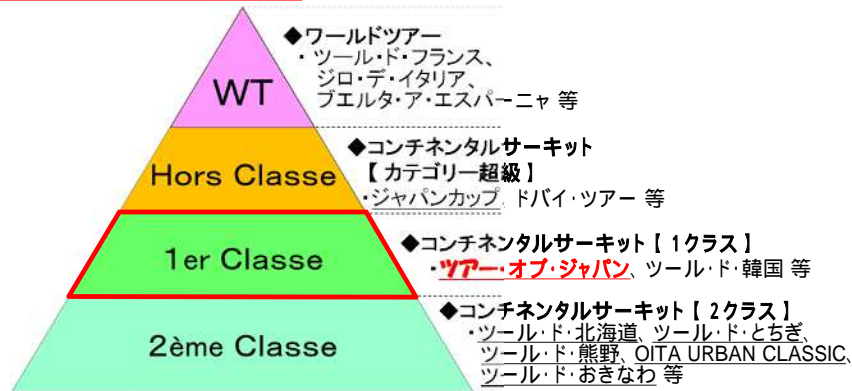 WT
◆ワールドツアー
・ツール・ド・フランス、
ジロ・デ・イタリア、
ブエルタ・ア・エスパーニャ 等
Hors Classe
◆コンチネンタルサーキット
【カテゴリー超級】
・ジャパンカップ、ドバイ・ツアー 等
1er Classe
◆コンチネンタルサーキット【1クラス】
・ツアー・オブ・ジャパン、ツール・ド・韓国 等
2ème Classe
◆コンチネンタルサーキット【2クラス】
・ツール・ド・北海道、ツール・ド・とちぎ、
ツール・ド・熊野、OITA URBAN CLASSIC、
ツール・ド・おきなわ 等